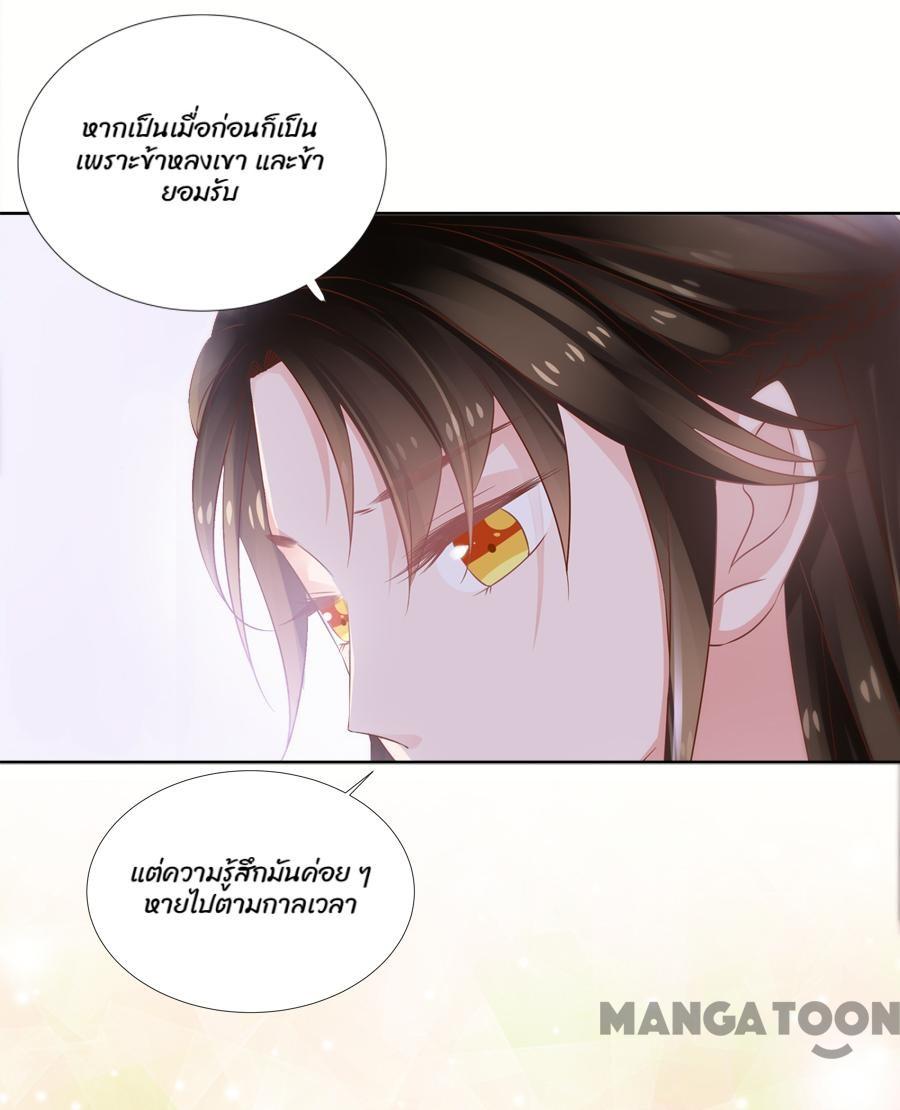 หากเป็นเมื่อก่อนก็เป็น
เพราะข้าหลงเขา และข้า
ยอมรับ
แต่ความรู้สึกมันค่อย ๆ
หายไปตามกาลเวลา
MANGATOON